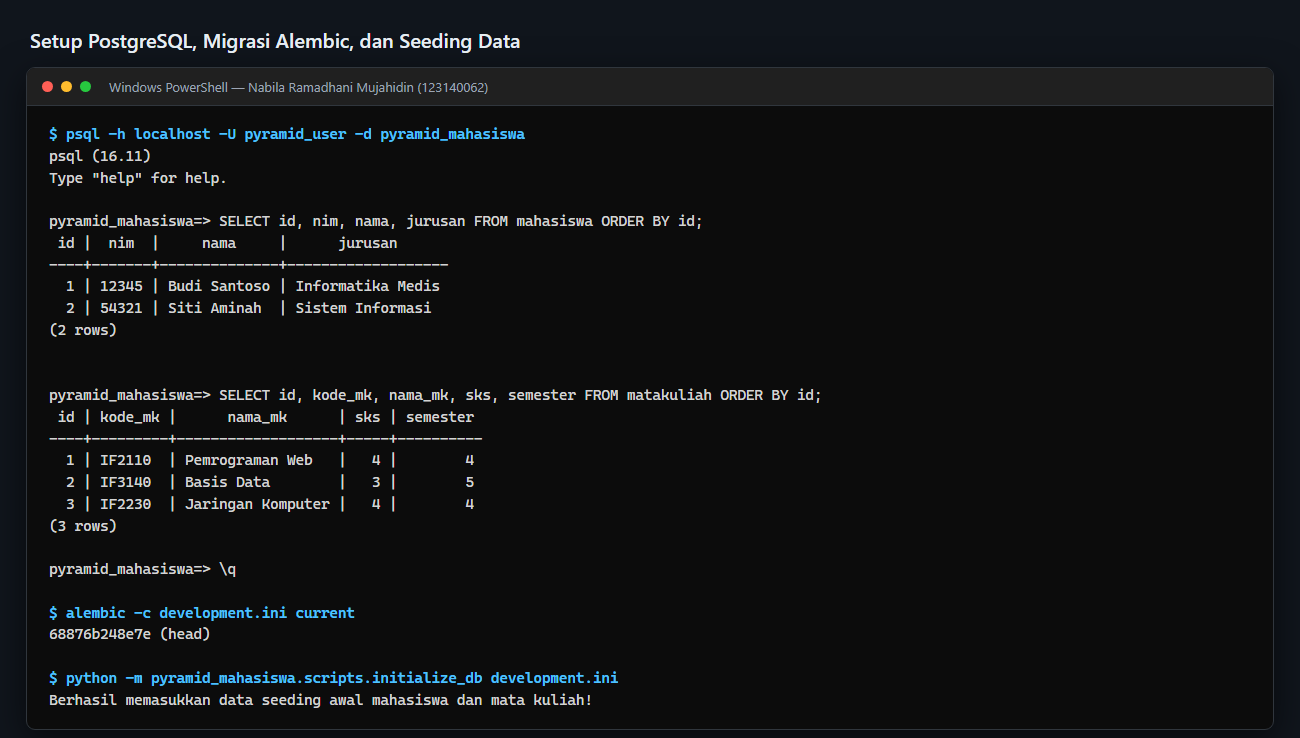 Setup PostgreSQL, Migrasi Alembic, dan Seeding Data
Windows PowerShell — Nabila Ramadhani Mujahidin (123140062)
$ psql -h localhost -U pyramid_user -d pyramid_mahasiswa
psql (16.11)
Type "help" for help.
pyramid_mahasiswa=> SELECT id, nim, nama, jurusan FROM mahasiswa ORDER BY id;
 id |  nim  |     nama     |      jurusan
----+-------+--------------+-------------------
  1 | 12345 | Budi Santoso | Informatika Medis
  2 | 54321 | Siti Aminah  | Sistem Informasi
(2 rows)
pyramid_mahasiswa=> SELECT id, kode_mk, nama_mk, sks, semester FROM matakuliah ORDER BY id;
 id | kode_mk |      nama_mk      | sks | semester
----+---------+-------------------+-----+----------
  1 | IF2110  | Pemrograman Web   |   4 |        4
  2 | IF3140  | Basis Data        |   3 |        5
  3 | IF2230  | Jaringan Komputer |   4 |        4
(3 rows)
pyramid_mahasiswa=> \q
$ alembic -c development.ini current
68876b248e7e (head)
$ python -m pyramid_mahasiswa.scripts.initialize_db development.ini
Berhasil memasukkan data seeding awal mahasiswa dan mata kuliah!